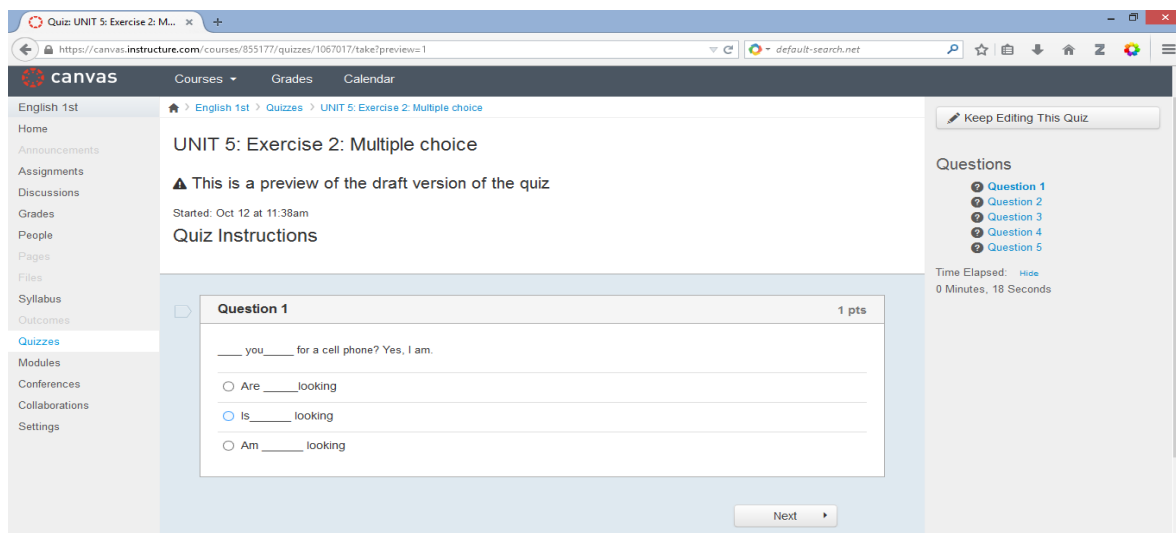 Quiz: UNIT 5: Exercise 2: M...
https://canvas.instructure.com/courses/855177/quizzes/1067017/take?preview=1
default-search.net
canvas
Courses
Grades
Calendar
English 1st
Home
Announcements
Assignments
Discussions
Grades
People
Pages
Files
Syllabus
Outcomes
Quizzes
Modules
Conferences
Collaborations
Settings
English 1st > Quizzes > UNIT 5: Exercise 2: Multiple choice
UNIT 5: Exercise 2: Multiple choice
This is a preview of the draft version of the quiz
Started: Oct 12 at 11:38am
Quiz Instructions
Question 1 1 pts
____ you_____ for a cell phone? Yes, I am.
Are _____looking
Is______ looking
Am ______ looking
Next
Keep Editing This Quiz
Questions
Question 1
Question 2
Question 3
Question 4
Question 5
Time Elapsed: Hide
0 Minutes, 18 Seconds